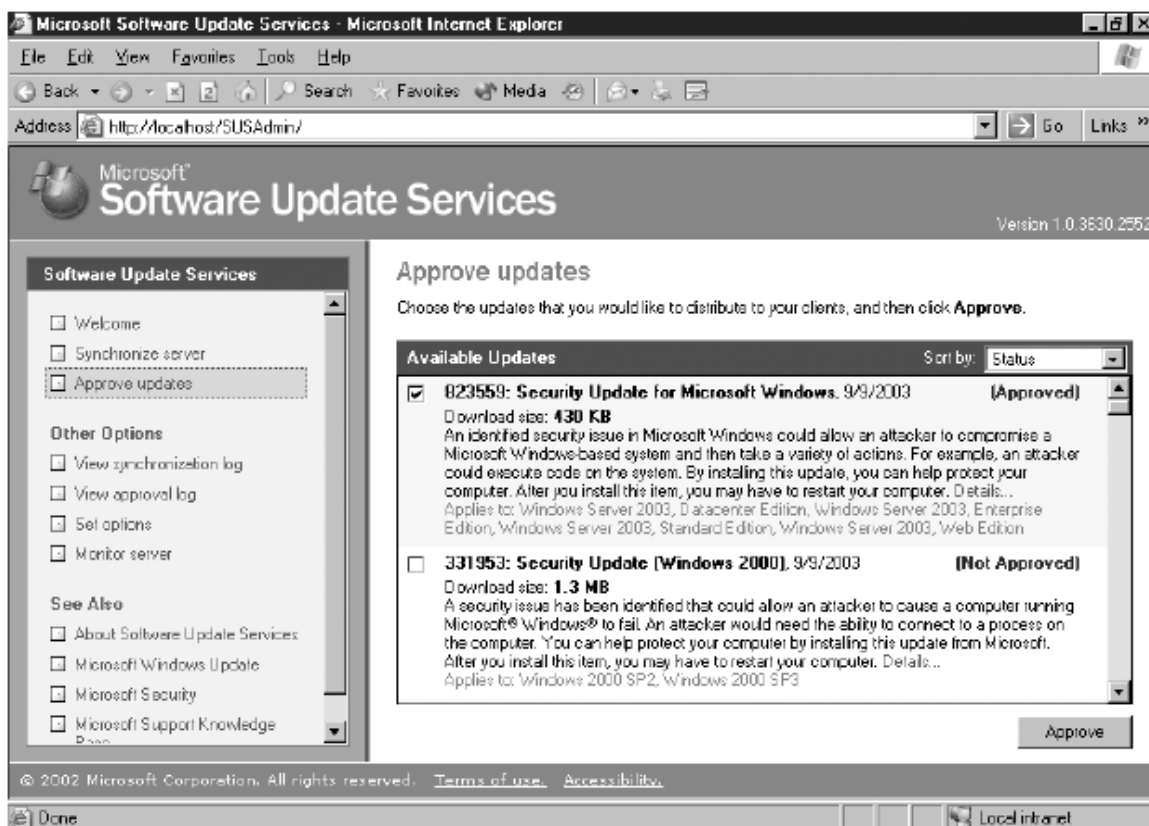 Microsoft Software Update Services - Microsoft Internet Explorer
File Edit View Favorites Tools Help
Back Search Favorites Media
Address http://localhost/SUSAdmin/ Go Links »
Microsoft®
Software Update Services
Version 1.0.3630.2552
Software Update Services
Welcome
Synchronize server
Approve updates
Other Options
View synchronization log
View approval log
Set options
Monitor server
See Also
About Software Update Services
Microsoft Windows Update
Microsoft Security
Microsoft Support Knowledge
Approve updates
Choose the updates that you would like to distribute to your clients, and then click Approve.
Available Updates Sort by: Status
823559: Security Update for Microsoft Windows, 9/9/2003 (Approved)
Download size: 430 KB
An identified security issue in Microsoft Windows could allow an attacker to compromise a
Microsoft Windows-based system and then take a variety of actions. For example, an attacker
could execute code on the system. By installing this update, you can help protect your
computer. After you install this item, you may have to restart your computer. Details...
Applies to: Windows Server 2003, Datacenter Edition, Windows Server 2003, Enterprise
Edition, Windows Server 2003, Standard Edition, Windows Server 2003, Web Edition
331953: Security Update (Windows 2000), 9/9/2003 (Not Approved)
Download size: 1.3 MB
A security issue has been identified that could allow an attacker to cause a computer running
Microsoft® Windows® to fail. An attacker would need the ability to connect to a process on
the computer. You can help protect your computer by installing this update from Microsoft.
After you install this item, you may have to restart your computer. Details...
Applies to: Windows 2000 SP2, Windows 2000 SP3
Approve
© 2002 Microsoft Corporation. All rights reserved. Terms of use. Accessibility.
Done Local intranet